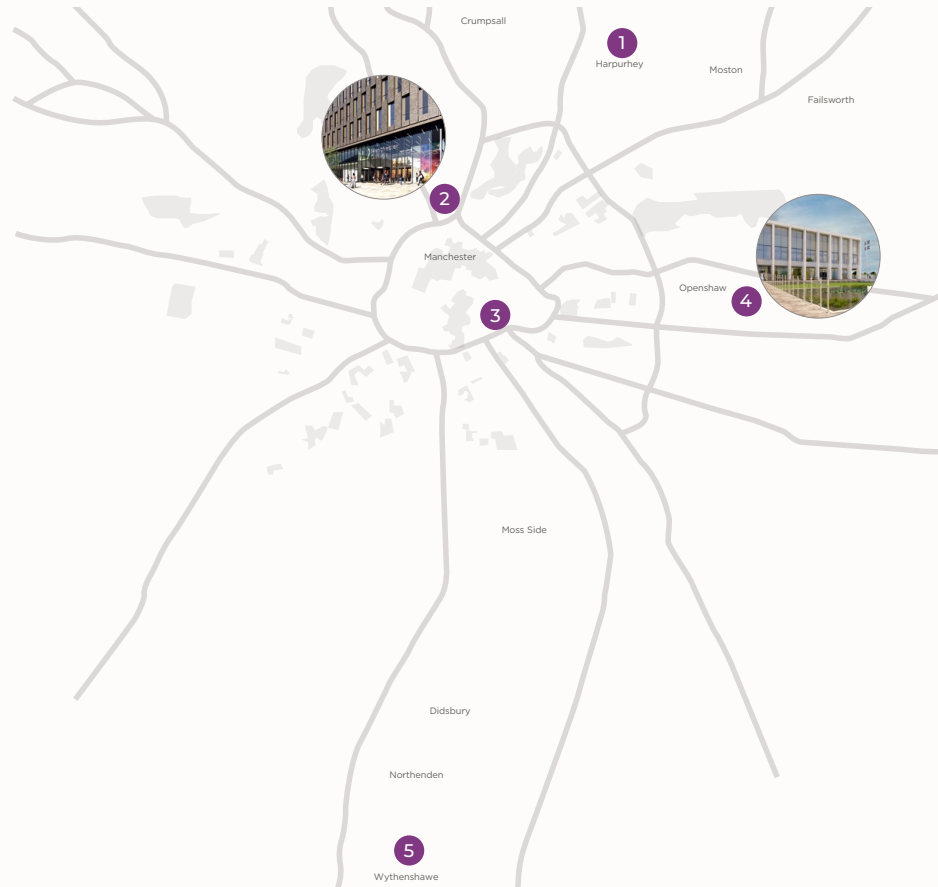 Crumpsall
1
Harpurhey
Moston
Failsworth
2
Manchester
Openshaw
4
3
Moss Side
Didsbury
Northenden
5
Wythenshawe